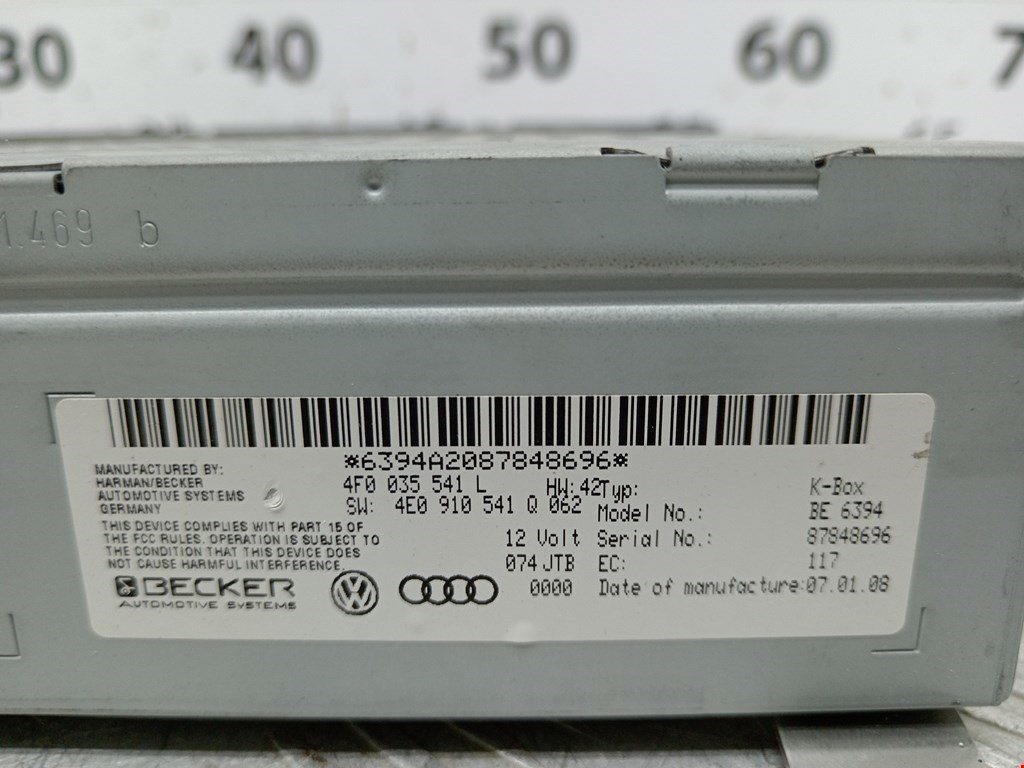 30 40 50 60 7
1.469 b
*6394A2087848696*
MANUFACTURED BY:
HARMAN/BECKER
AUTOMOTIVE SYSTEMS
GERMANY
THIS DEVICE COMPLIES WITH PART 15 OF
THE FCC RULES. OPERATION IS SUBJECT TO
THE CONDITION THAT THIS DEVICE DOES
NOT CAUSE HARMFUL INTERFERENCE.
BECKER
AUTOMOTIVE SYSTEMS
4F0 035 541 L HW:42
SW: 4E0 910 541 Q 062
12 Volt
074 JTB
0000
Typ: K-Box
Model No.: BE 6394
Serial No.: 87848696
EC: 117
Date of manufacture:07.01.08